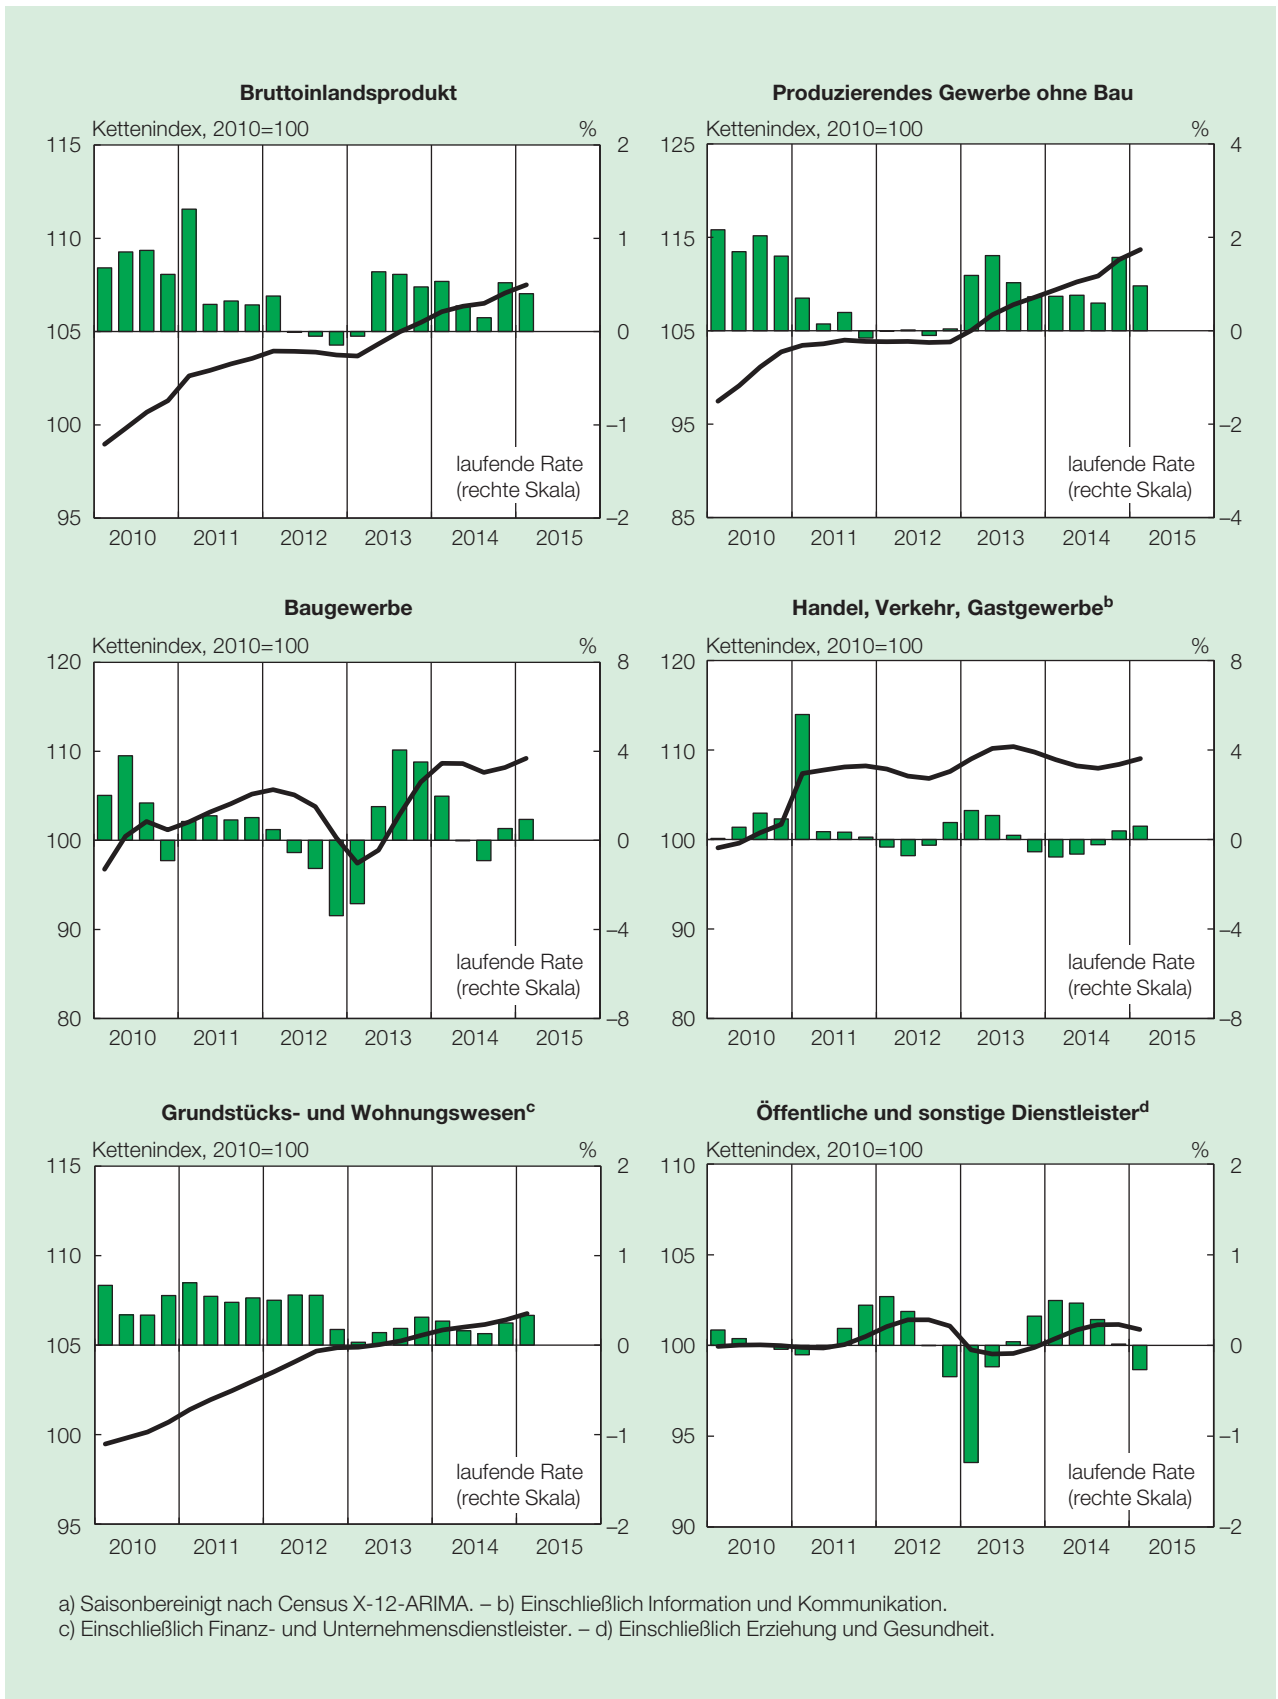 Bruttoinlandsprodukt
Kettenindex, 2010=100 %
115 2
110 1
105 0
100 –1
laufende Rate
(rechte Skala)
95 –2
2010 2011 2012 2013 2014 2015
Produzierendes Gewerbe ohne Bau
Kettenindex, 2010=100 %
125 4
115 2
105 0
95 –2
laufende Rate
(rechte Skala)
85 –4
2010 2011 2012 2013 2014 2015
Baugewerbe
Kettenindex, 2010=100 %
120 8
110 4
100 0
90 –4
laufende Rate
(rechte Skala)
80 –8
2010 2011 2012 2013 2014 2015
Handel, Verkehr, Gastgewerbeᵇ
Kettenindex, 2010=100 %
120 8
110 4
100 0
90 –4
laufende Rate
(rechte Skala)
80 –8
2010 2011 2012 2013 2014 2015
Grundstücks- und Wohnungswesenᶜ
Kettenindex, 2010=100 %
115 2
110 1
105 0
100 –1
laufende Rate
(rechte Skala)
95 –2
2010 2011 2012 2013 2014 2015
Öffentliche und sonstige Dienstleisterᵈ
Kettenindex, 2010=100 %
110 2
105 1
100 0
95 –1
laufende Rate
(rechte Skala)
90 –2
2010 2011 2012 2013 2014 2015
a) Saisonbereinigt nach Census X-12-ARIMA. – b) Einschließlich Information und Kommunikation.
c) Einschließlich Finanz- und Unternehmensdienstleister. – d) Einschließlich Erziehung und Gesundheit.